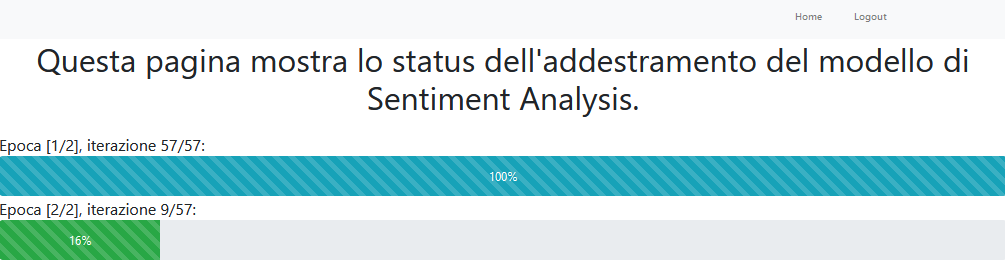 Home Logout
Questa pagina mostra lo status dell'addestramento del modello di
Sentiment Analysis.
Epoca [1/2], iterazione 57/57:
100%
Epoca [2/2], iterazione 9/57:
16%